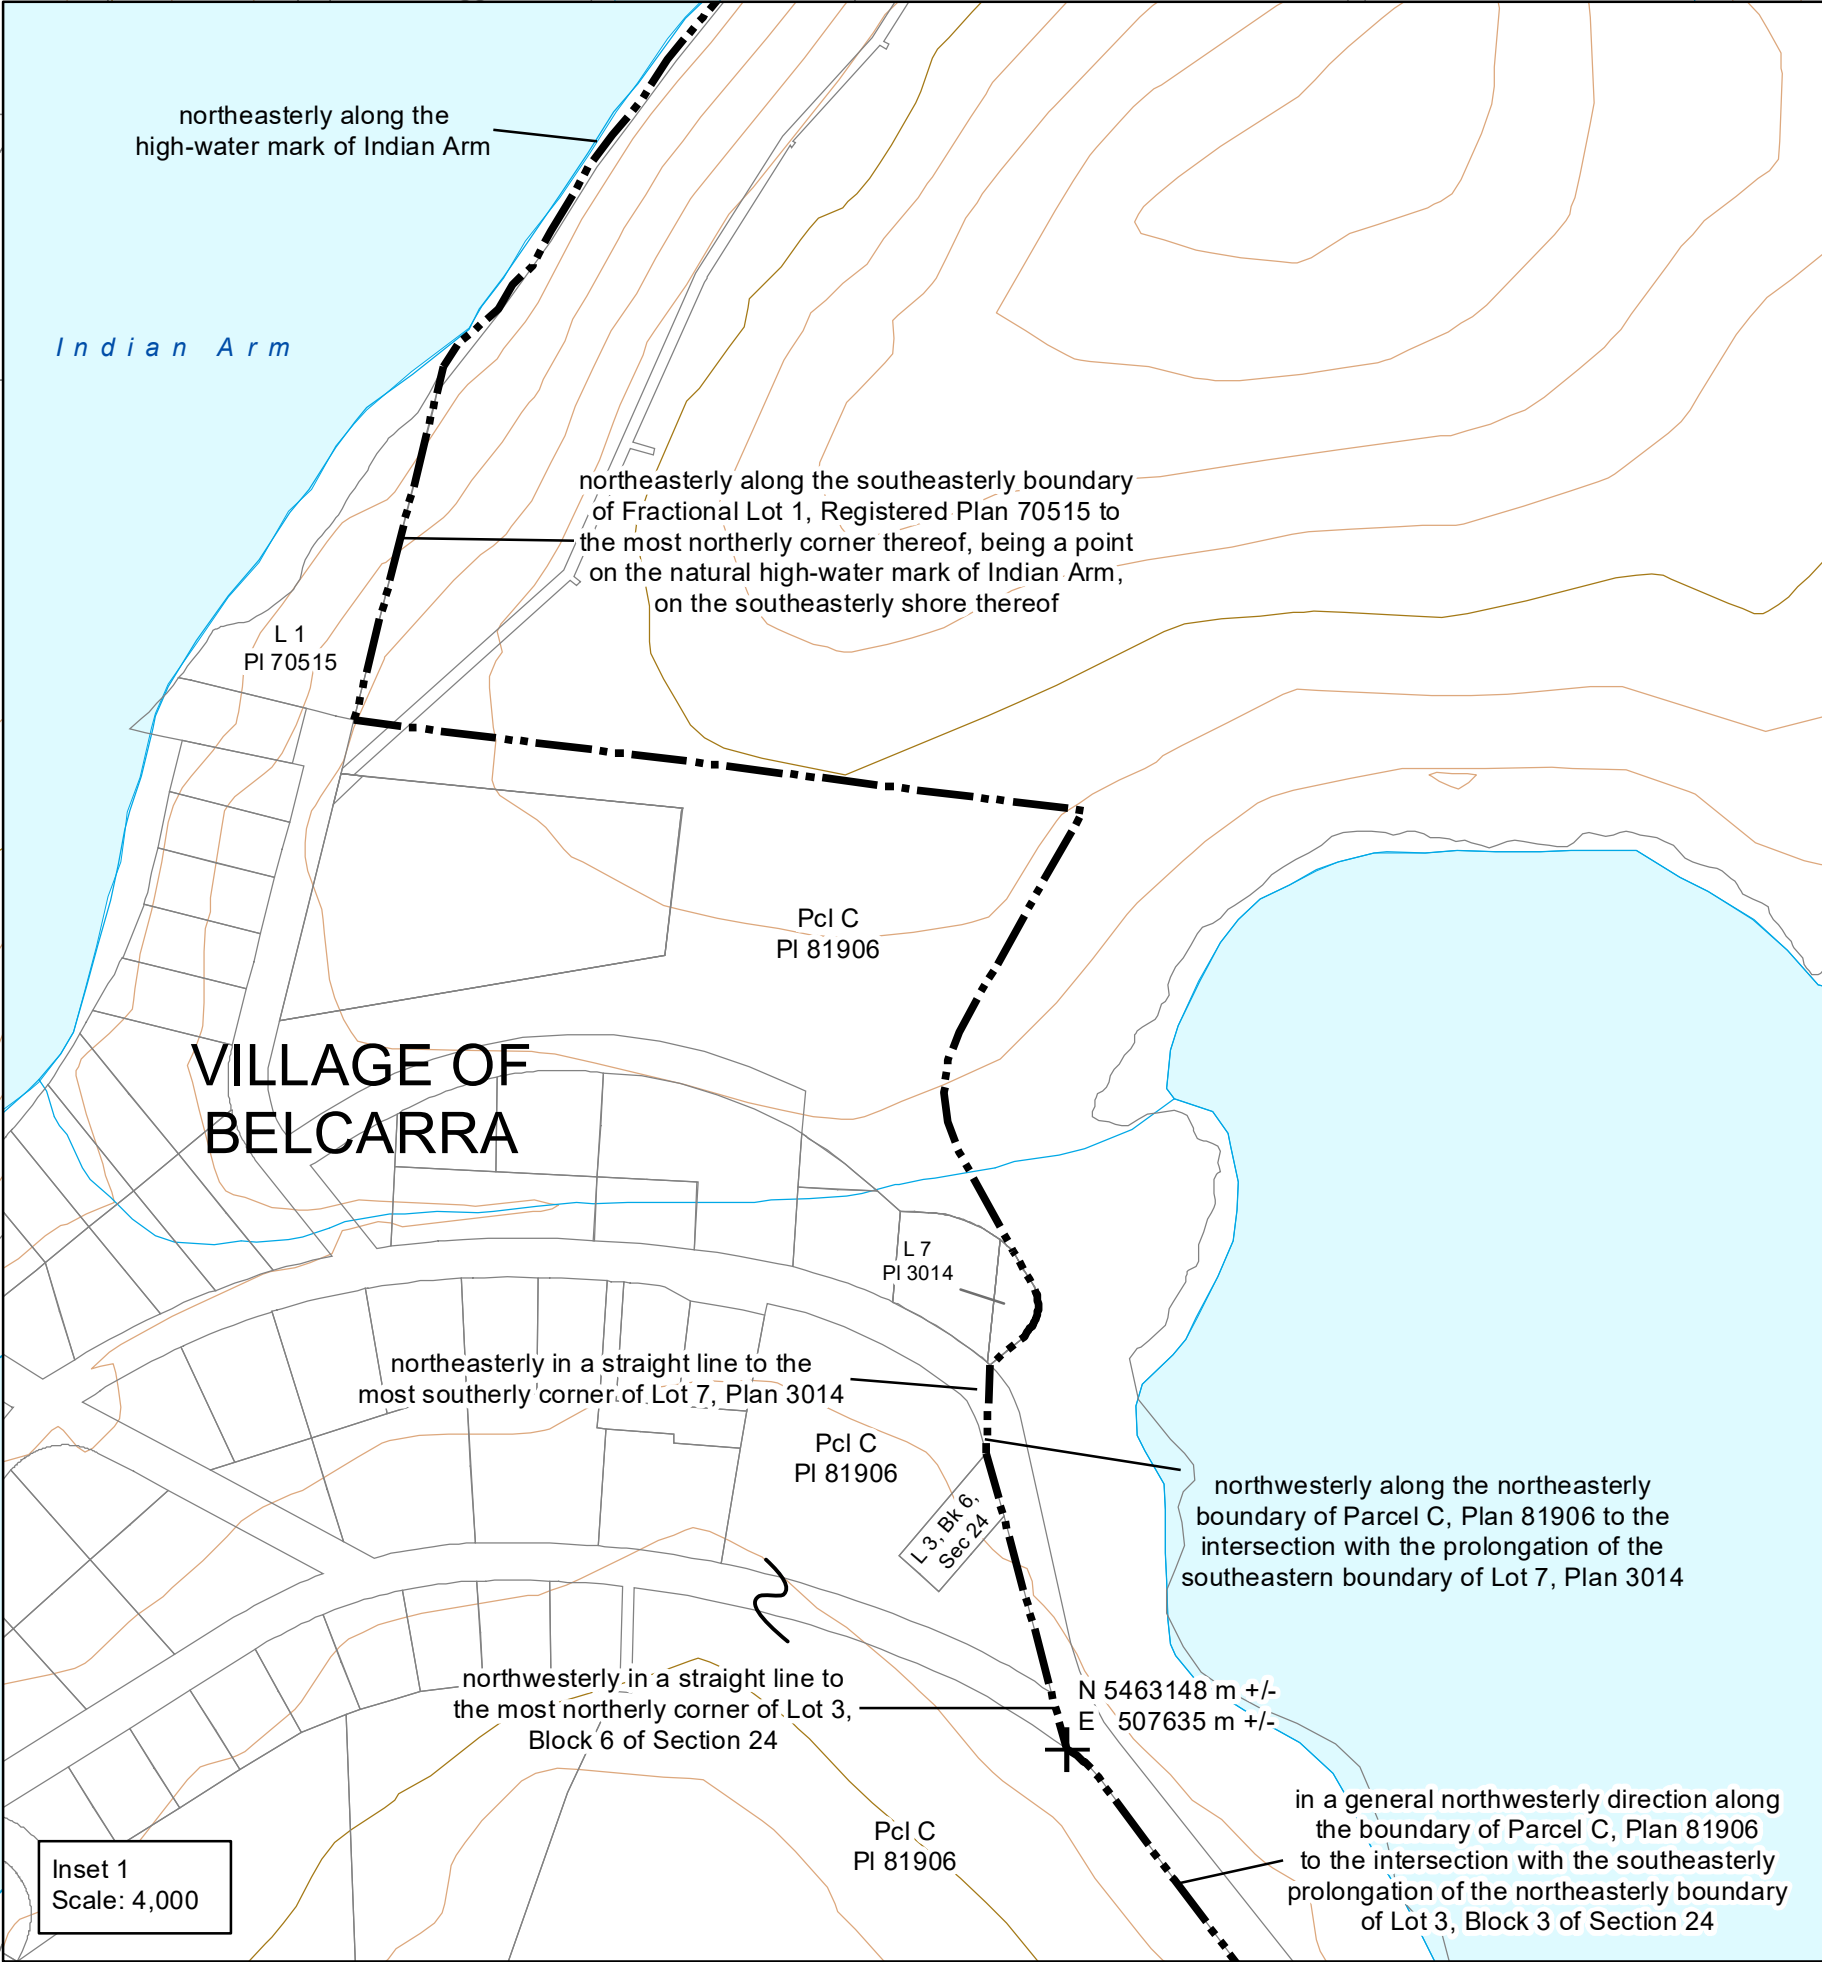 northeasterly along the
high-water mark of Indian Arm
Indian Arm
northeasterly along the southeasterly boundary
of Fractional Lot 1, Registered Plan 70515 to
the most northerly corner thereof, being a point
on the natural high-water mark of Indian Arm,
on the southeasterly shore thereof
L 1
Pl 70515
Pcl C
Pl 81906
VILLAGE OF
BELCARRA
L 7
Pl 3014
northeasterly in a straight line to the
most southerly corner of Lot 7, Plan 3014
Pcl C
Pl 81906
northwesterly along the northeasterly
boundary of Parcel C, Plan 81906 to the
intersection with the prolongation of the
southeastern boundary of Lot 7, Plan 3014
L 3, Bk 6,
Sec 24
northwesterly in a straight line to
the most northerly corner of Lot 3,
Block 6 of Section 24
N 5463148 m +/-
E 507635 m +/-
in a general northwesterly direction along
the boundary of Parcel C, Plan 81906
to the intersection with the southeasterly
prolongation of the northeasterly boundary
of Lot 3, Block 3 of Section 24
Pcl C
Pl 81906
Inset 1
Scale: 4,000